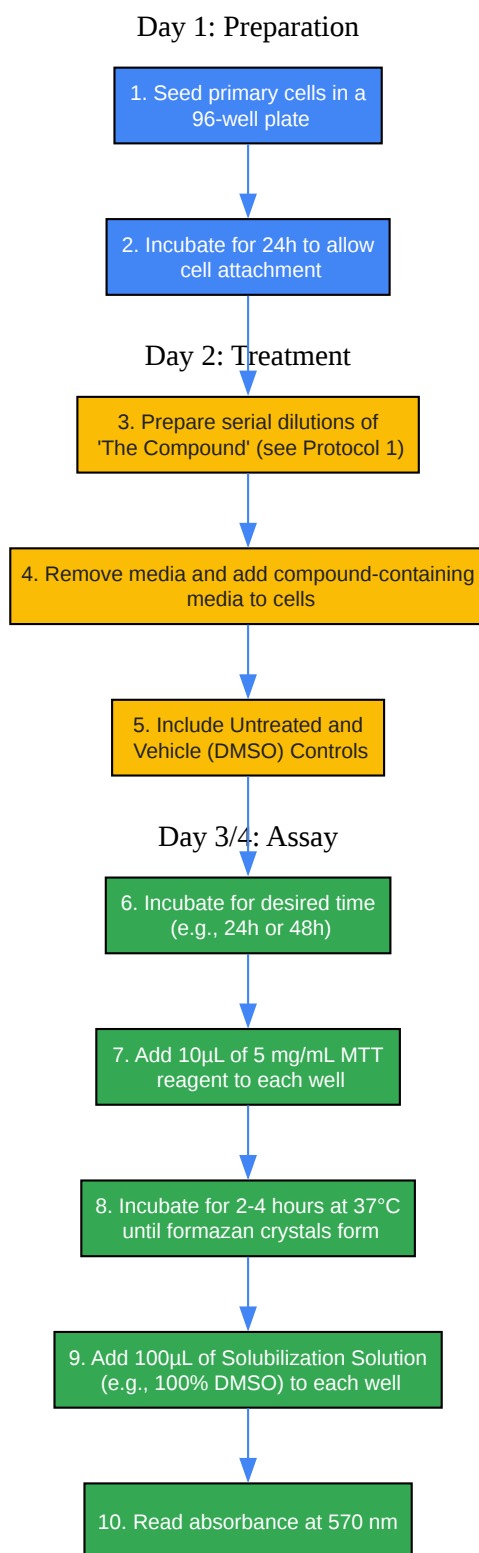 Day 1: Preparation
1. Seed primary cells in a
96-well plate
2. Incubate for 24h to allow
cell attachment
Day 2: Treatment
3. Prepare serial dilutions of
'The Compound' (see Protocol 1)
4. Remove media and add compound-containing
media to cells
5. Include Untreated and
Vehicle (DMSO) Controls
Day 3/4: Assay
6. Incubate for desired time
(e.g., 24h or 48h)
7. Add 10µL of 5 mg/mL MTT
reagent to each well
8. Incubate for 2-4 hours at 37°C
until formazan crystals form
9. Add 100µL of Solubilization Solution
(e.g., 100% DMSO) to each well
10. Read absorbance at 570 nm